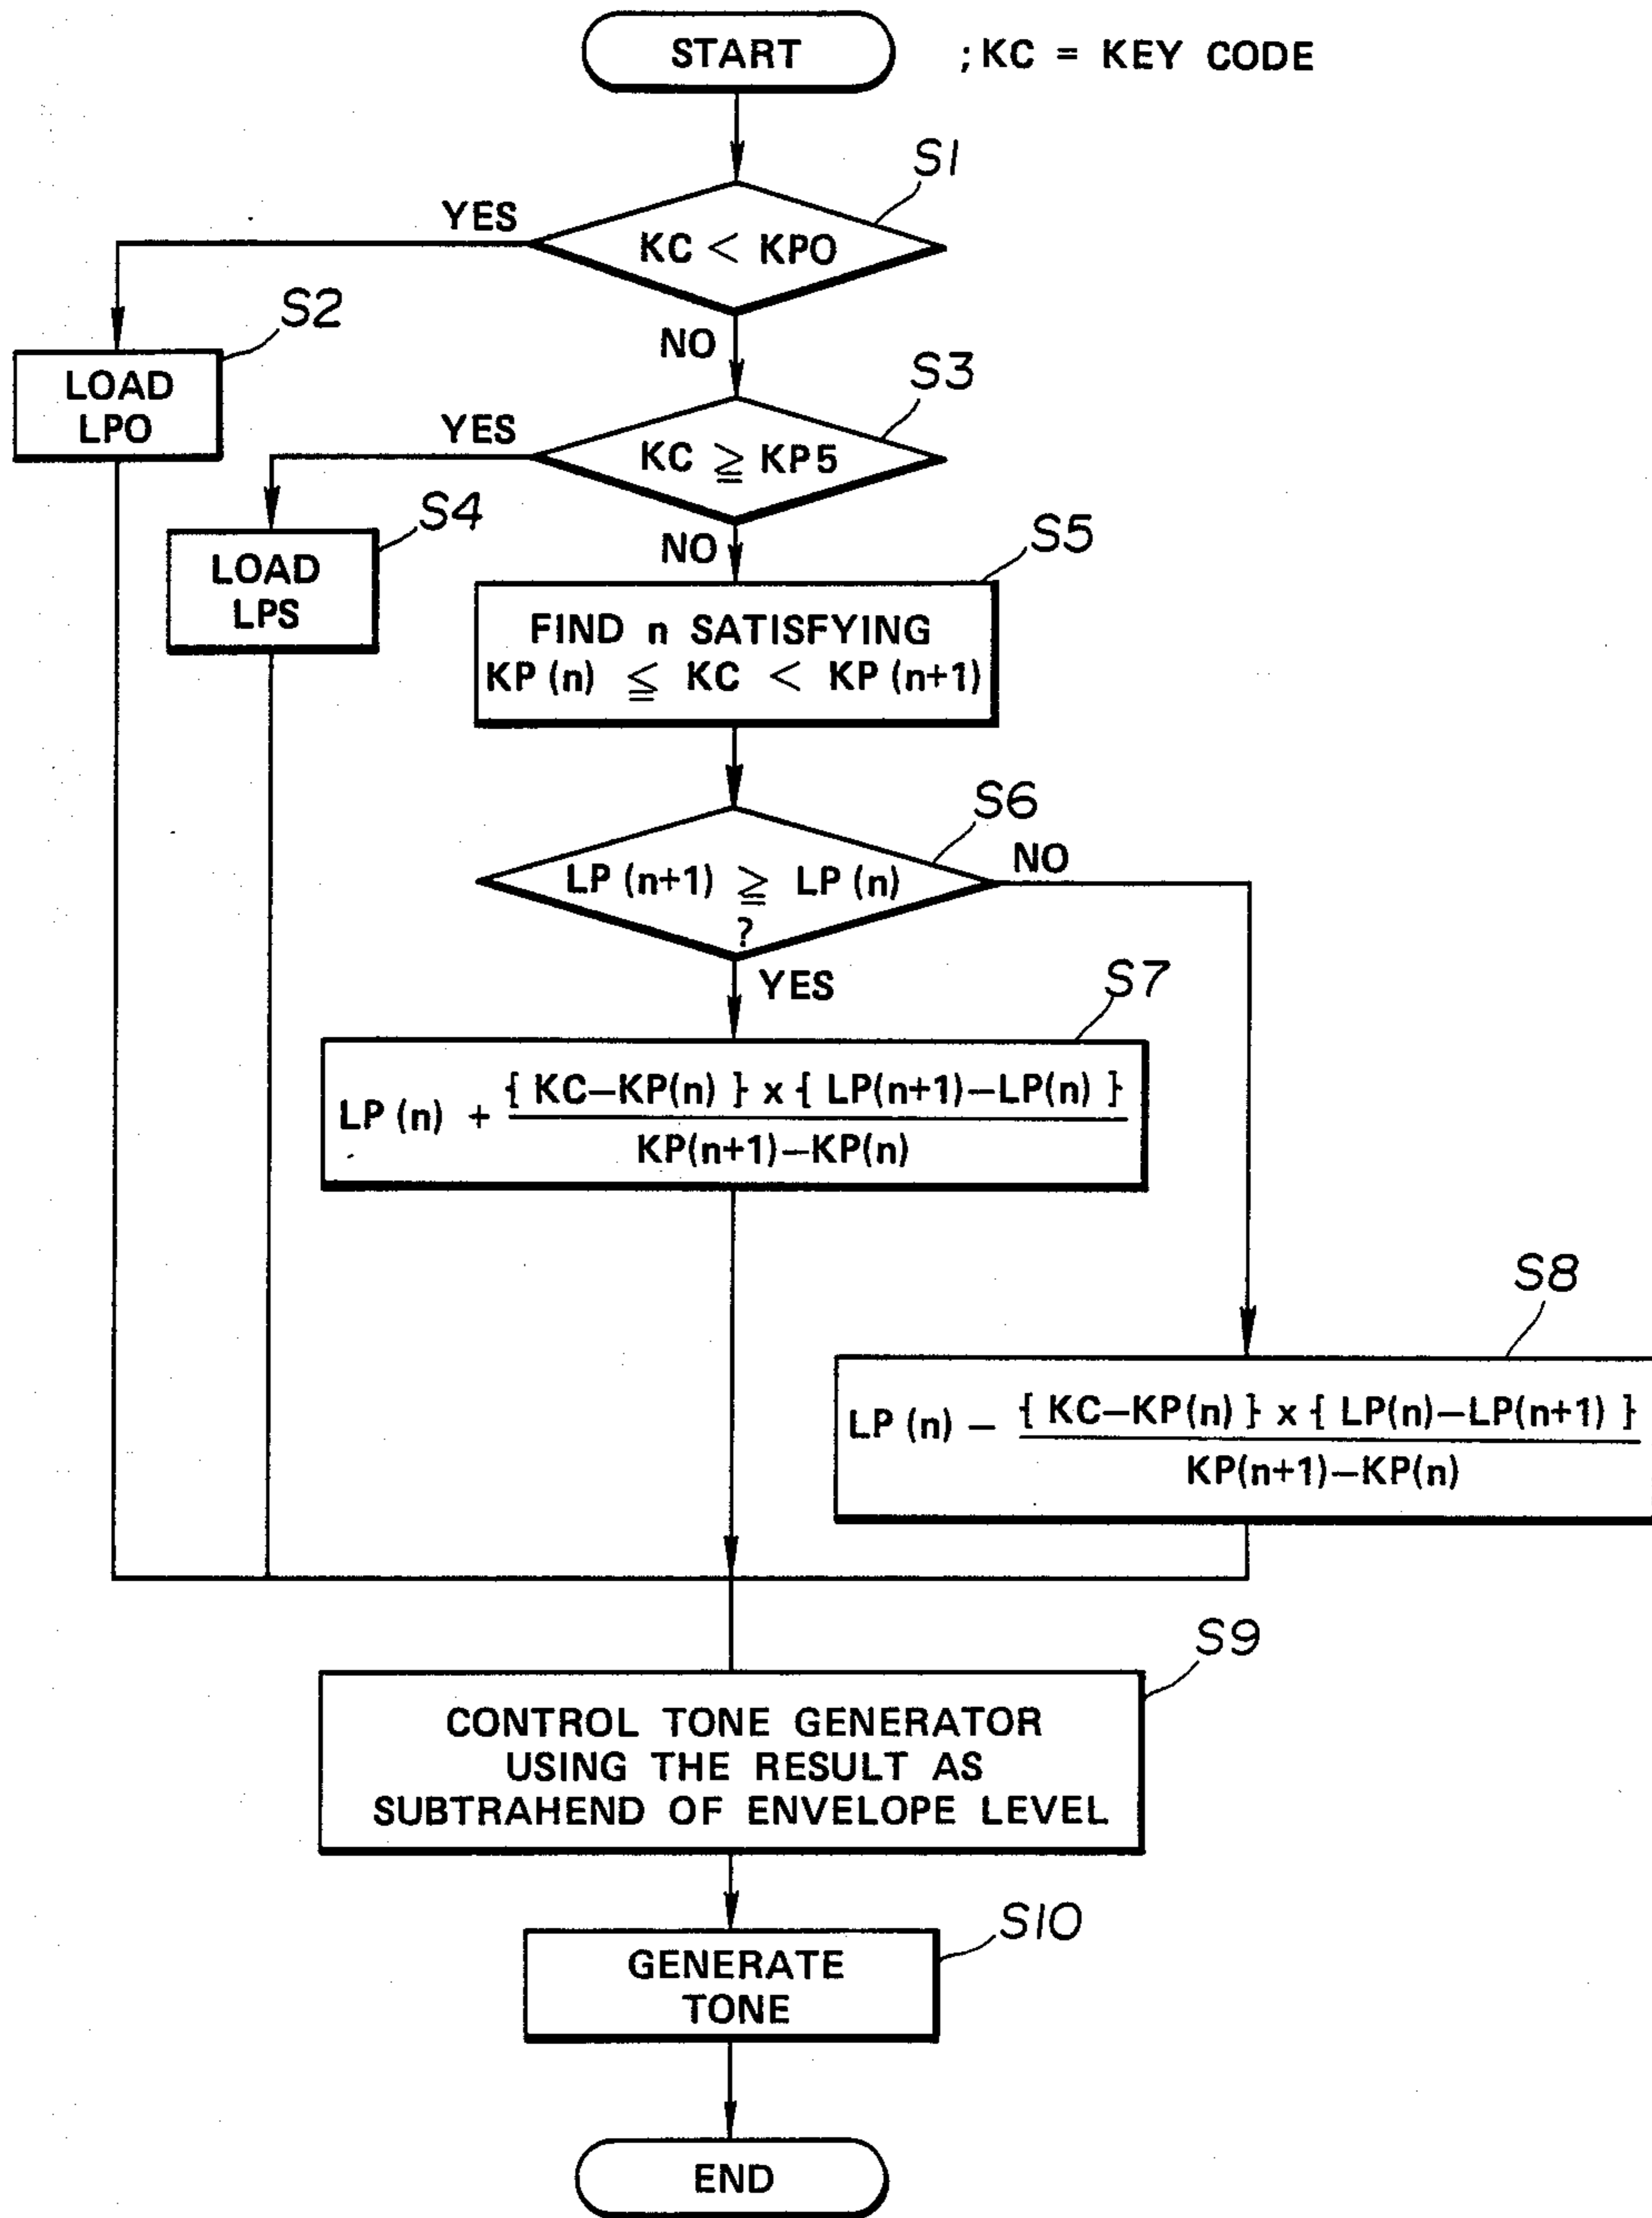 START
;KC = KEY CODE
S1
YES
KC < KP0
S2
NO
LOAD
LP0
S3
YES
KC ≧ KP5
S4
NO
LOAD
LPS
S5
FIND n SATISFYING
KP (n) ≦ KC < KP (n+1)
S6
NO
LP (n+1) ≧ LP (n)
?
YES
S7
LP (n) + { KC–KP(n) } x { LP(n+1)–LP(n) }
KP(n+1)–KP(n)
S8
LP (n) – { KC–KP(n) } x { LP(n)–LP(n+1) }
KP(n+1)–KP(n)
S9
CONTROL TONE GENERATOR
USING THE RESULT AS
SUBTRAHEND OF ENVELOPE LEVEL
S10
GENERATE
TONE
END